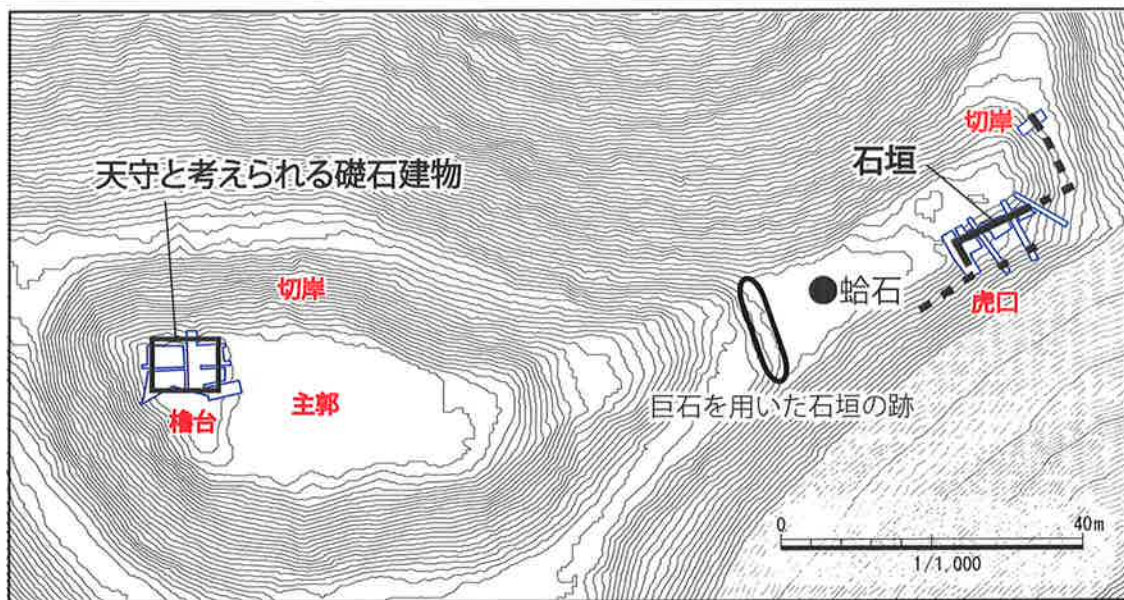 切岸
石垣
天守と考えられる礎石建物
切岸
蛤石
虎口
主郭
巨石を用いた石垣の跡
櫓台
0 40m
1/1,000